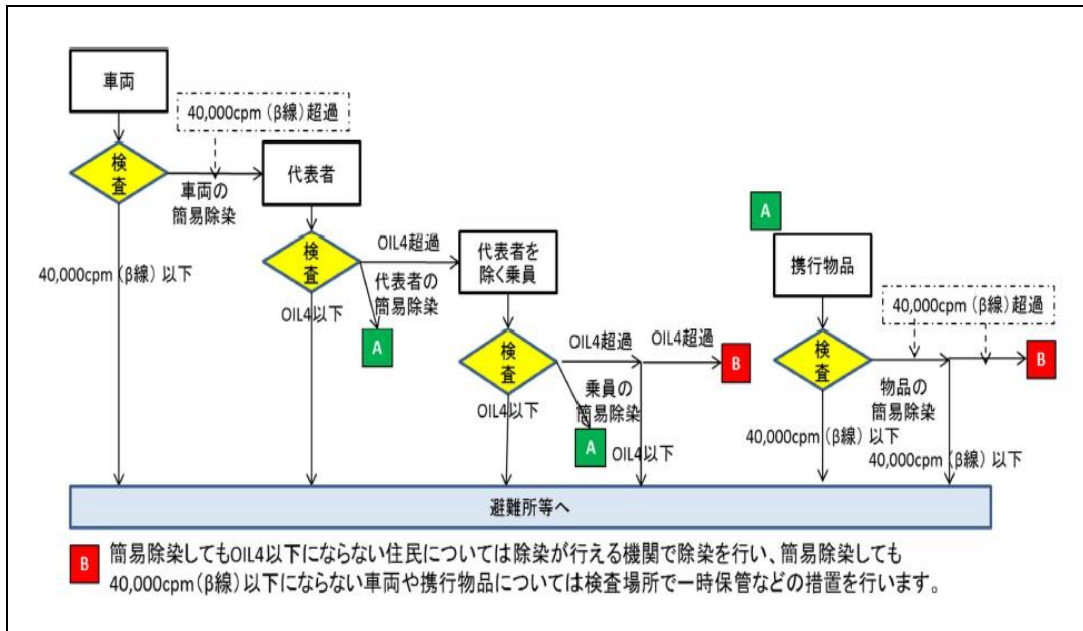 車両
40,000cpm（β線）超過
検
査
車両の
簡易除染
代表者
40,000cpm（β線）以下
検
査
OIL4超過
代表者の
簡易除染
OIL4以下
A
代表者を
除く乗員
検
査
OIL4超過
OIL4超過
B
乗員の
簡易除染
OIL4以下
A
OIL4以下
A
携行物品
40,000cpm（β線）超過
検
査
B
物品の
簡易除染
40,000cpm（β線）以下
40,000cpm（β線）以下
避難所等へ
B 簡易除染してもOIL4以下にならない住民については除染が行える機関で除染を行い、簡易除染しても
40,000cpm（β線）以下にならない車両や携行物品については検査場所で一時保管などの措置を行います。